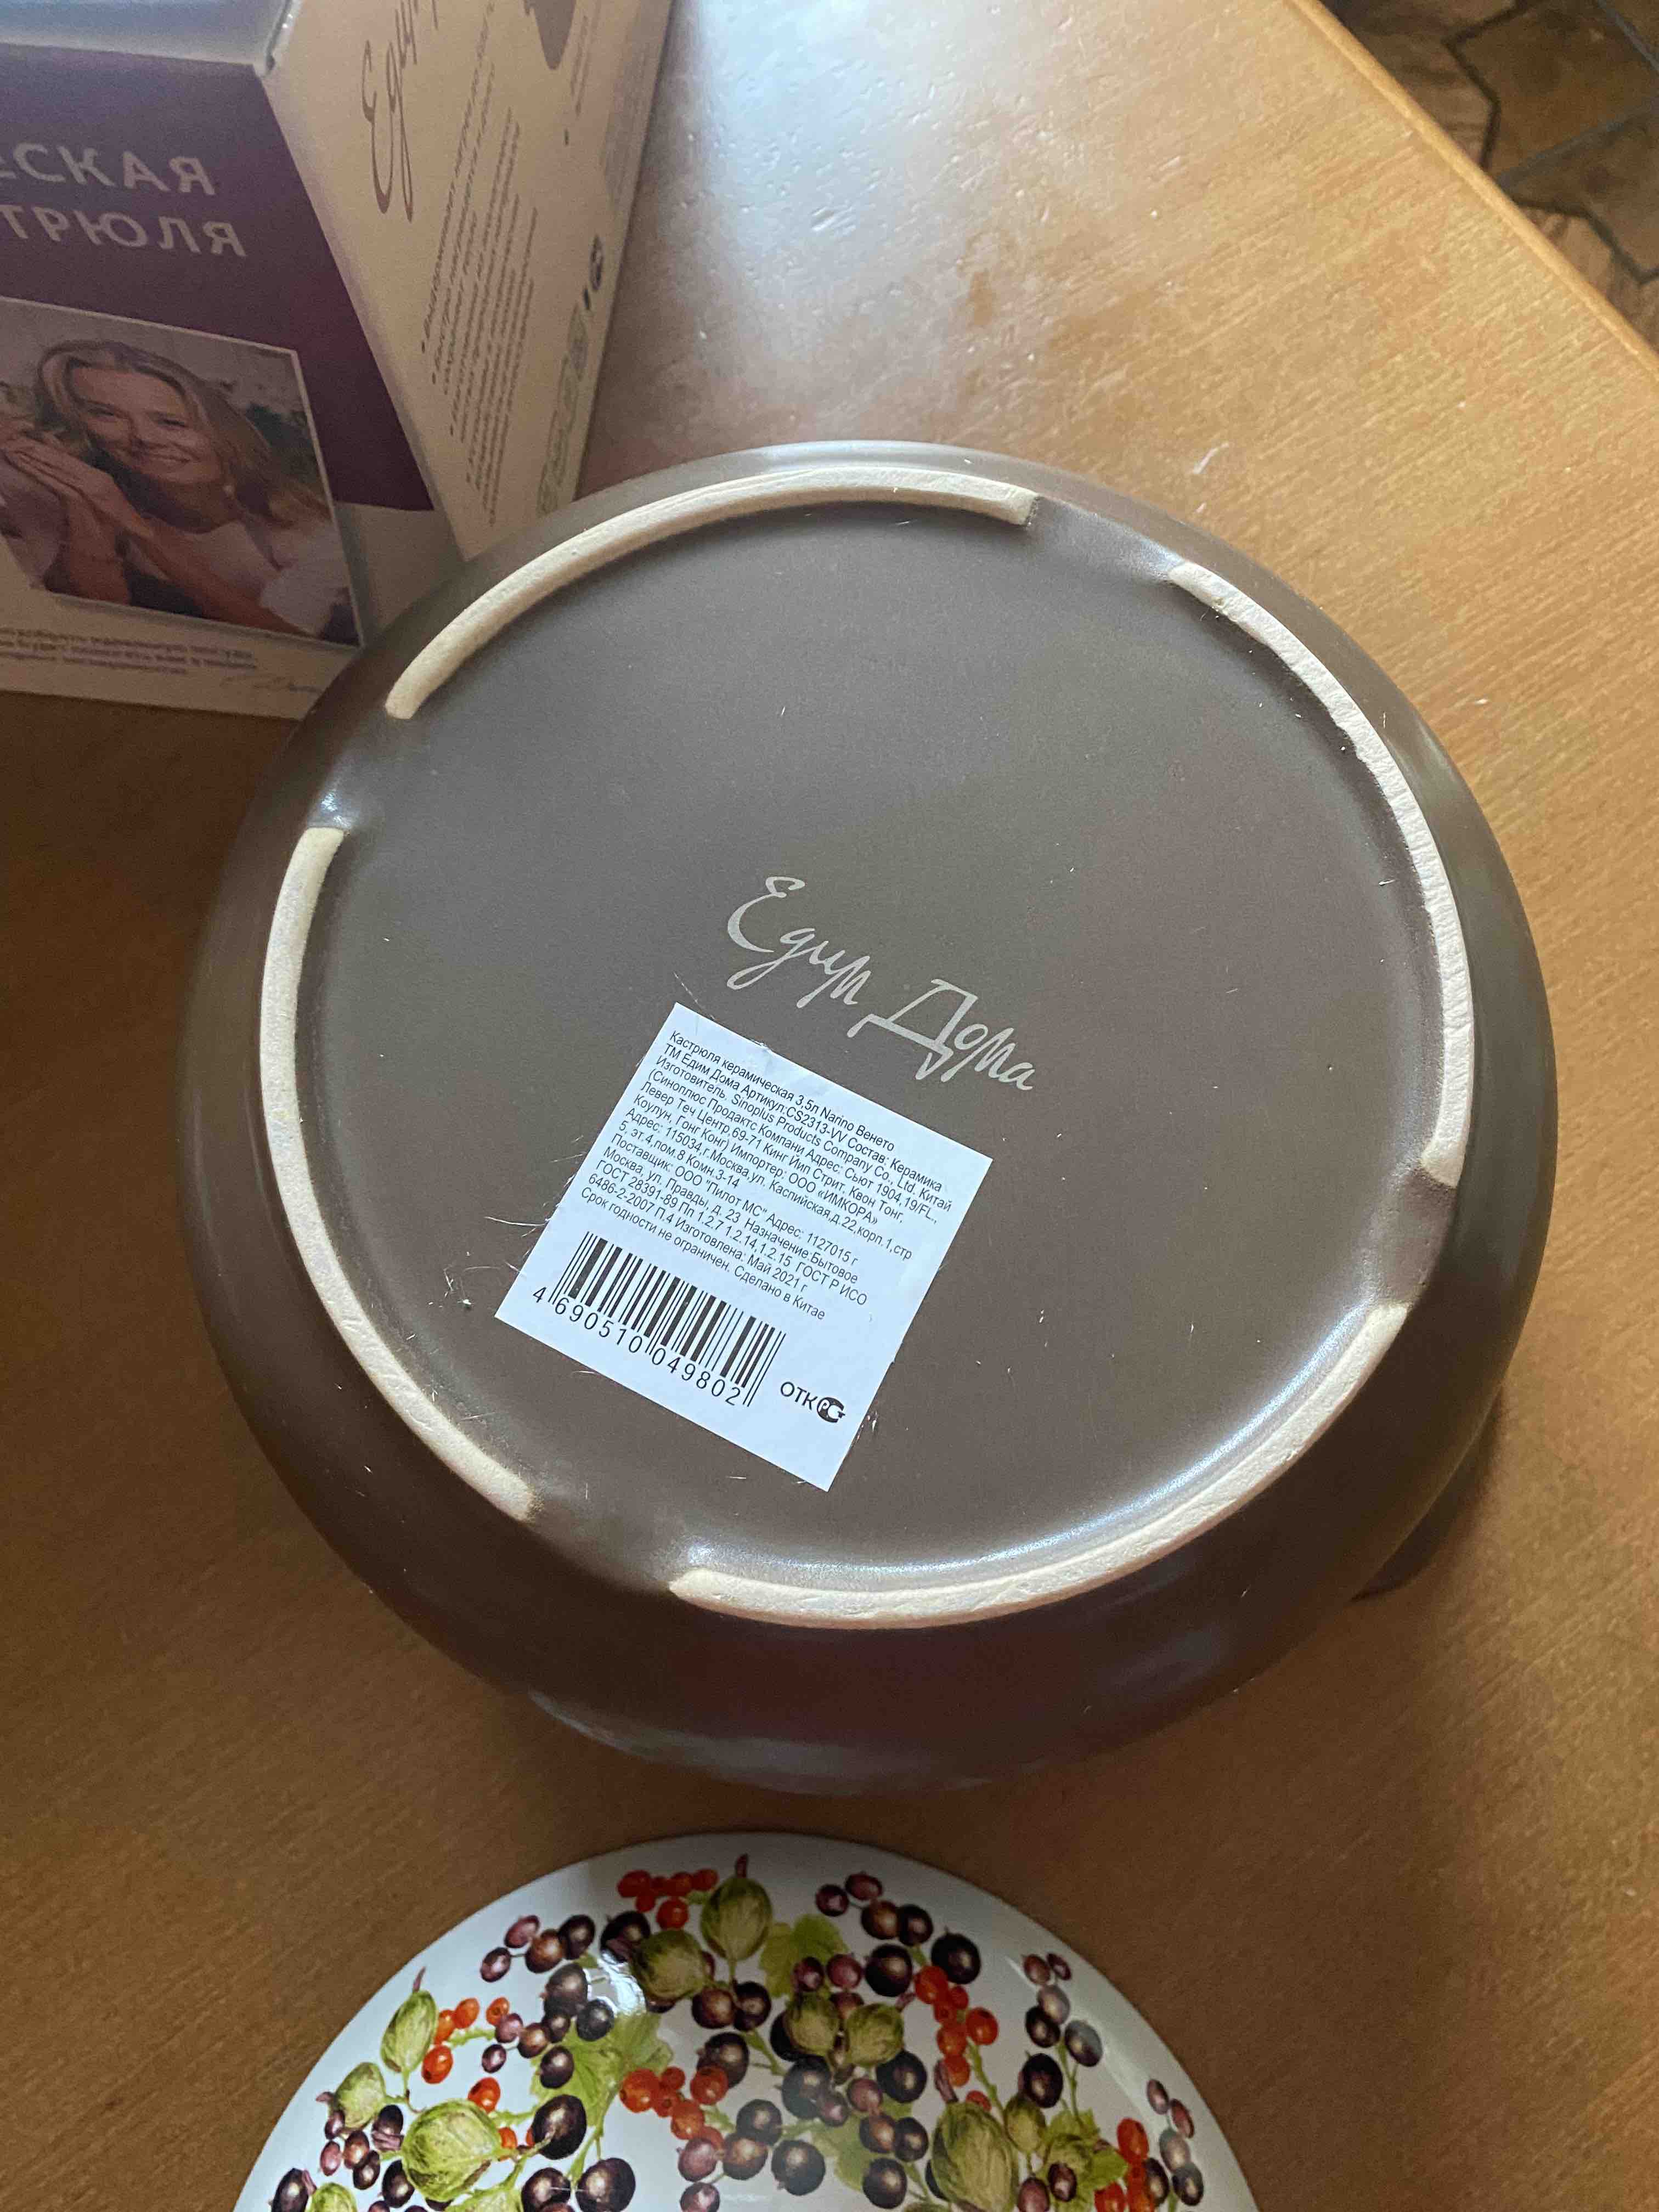 ЕСКАЯ
ТРЮЛЯ
Едим Дома
Кастрюля керамическая 3,5л Narino Венето
ТМ Едим Дома Артикул:CS2313-VV Состав: Керамика
Изготовитель: Sinoplus Products Company Co., Ltd. Китай
(Синоплюс Продактс Компани Адрес: Сьют 1904,19/FL.,
Левер Теч Центр,69-71 Кинг Йип Стрит, Квон Тонг,
Коулун, Гонг Конг) Импортер: ООО «ИМКОРА»
Адрес: 115034,г.Москва,ул. Каспийская,д.22,корп.1,стр
5, эт.4,пом.8 Комн.3-14
Поставщик: ООО "Пилот МС" Адрес: 1127015 г
Москва, ул. Правды, д. 23 Назначение:Бытовое
ГОСТ 28391-89 Пп 1.2.7 1.2.14,1.2.15 ГОСТ Р ИСО
6486-2-2007 П.4 Изготовлена: Май 2021 г
Срок годности не ограничен. Сделано в Китае
4 690510 049802
ОТК